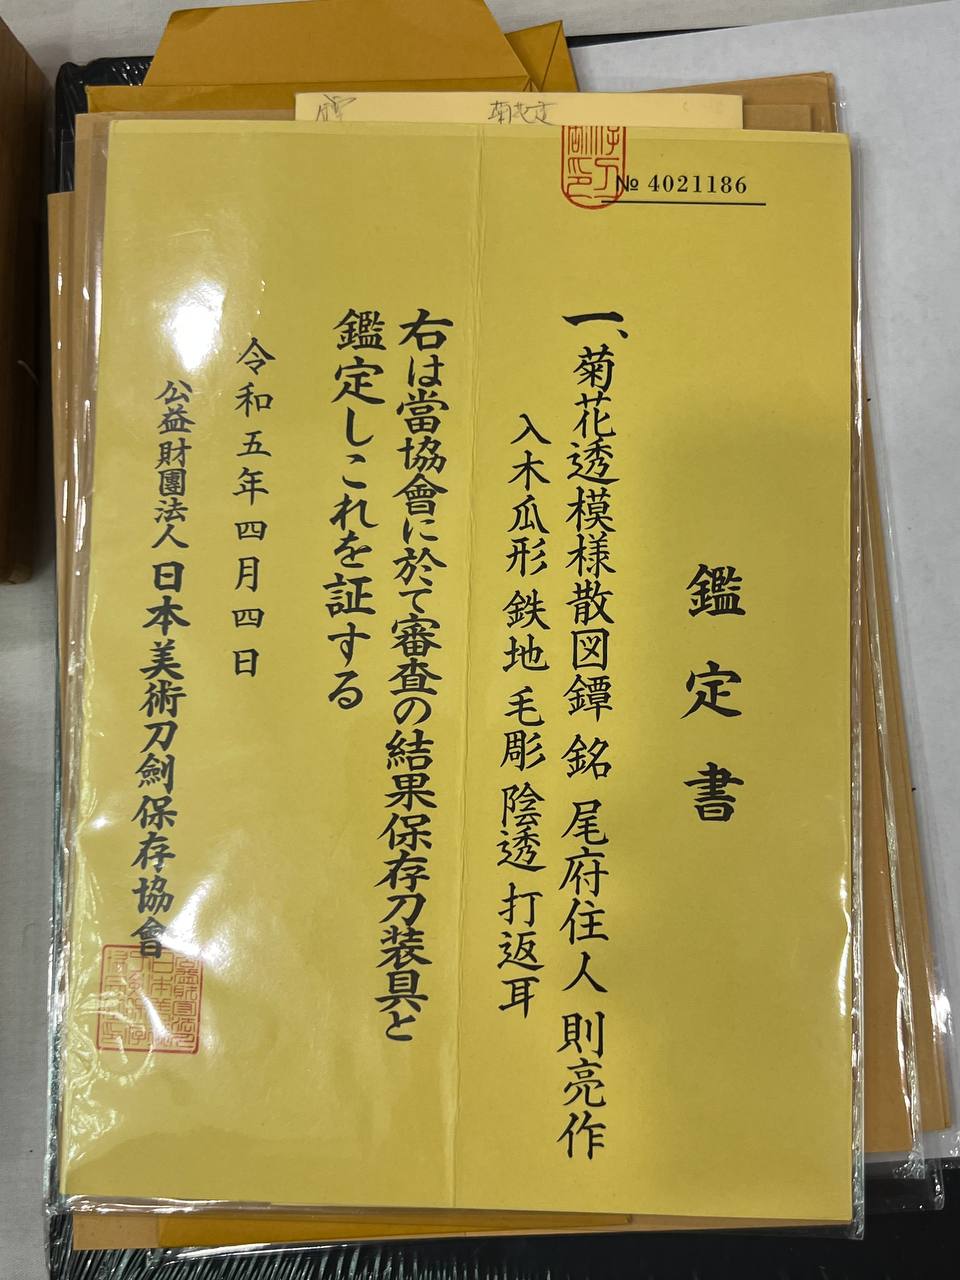 菊花透
№ 4021186
鑑定書
一、菊花透模様散図鐔 銘 尾府住人 則亮作
入木瓜形 鉄地 毛彫 陰透 打返耳
右は當協會に於て審査の結果保存刀装具と
鑑定しこれを証する
令和五年四月四日
公益財團法人 日本美術刀劍保存協會